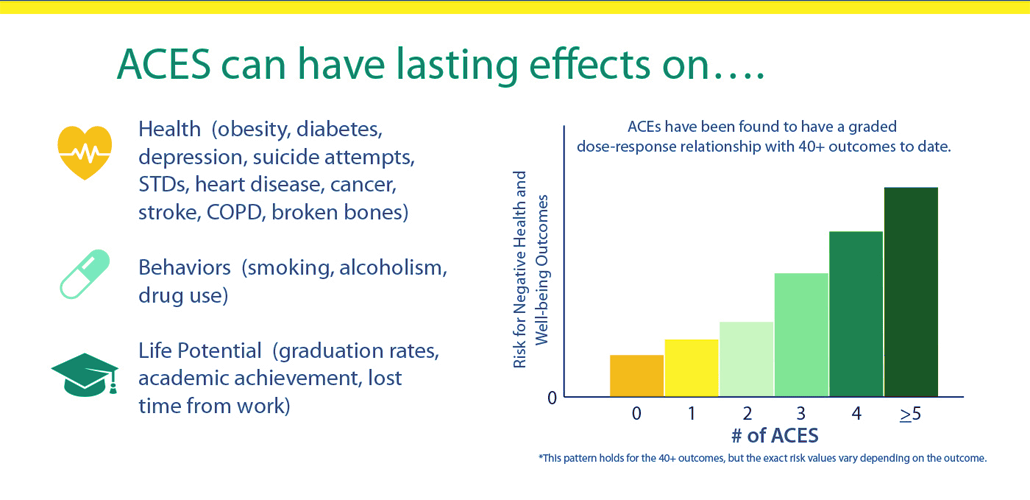 ACES can have lasting effects on….
Health (obesity, diabetes,
depression, suicide attempts,
STDs, heart disease, cancer,
stroke, COPD, broken bones)
Behaviors (smoking, alcoholism,
drug use)
Life Potential (graduation rates,
academic achievement, lost
time from work)
ACEs have been found to have a graded
dose-response relationship with 40+ outcomes to date.
Risk for Negative Health and
Well-being Outcomes
0
0 1 2 3 4 ≥5
# of ACES
*This pattern holds for the 40+ outcomes, but the exact risk values vary depending on the outcome.